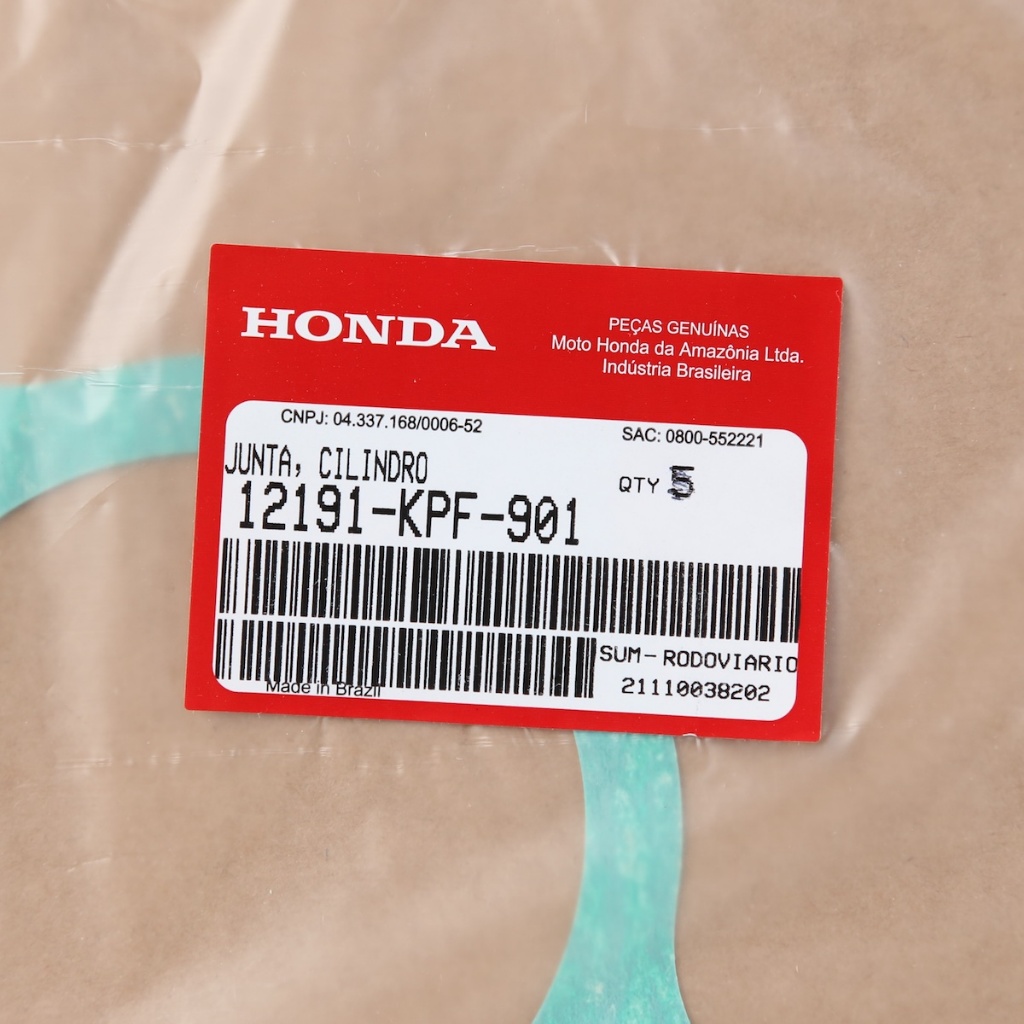 HONDA
PEÇAS GENUÍNAS
Moto Honda da Amazônia Ltda.
Indústria Brasileira
CNPJ: 04.337.168/0006-52
SAC: 0800-552221
JUNTA, CILINDRO
QTY 5
12191-KPF-901
SUM-RODOVIARIO
21110038202
Made in Brazil